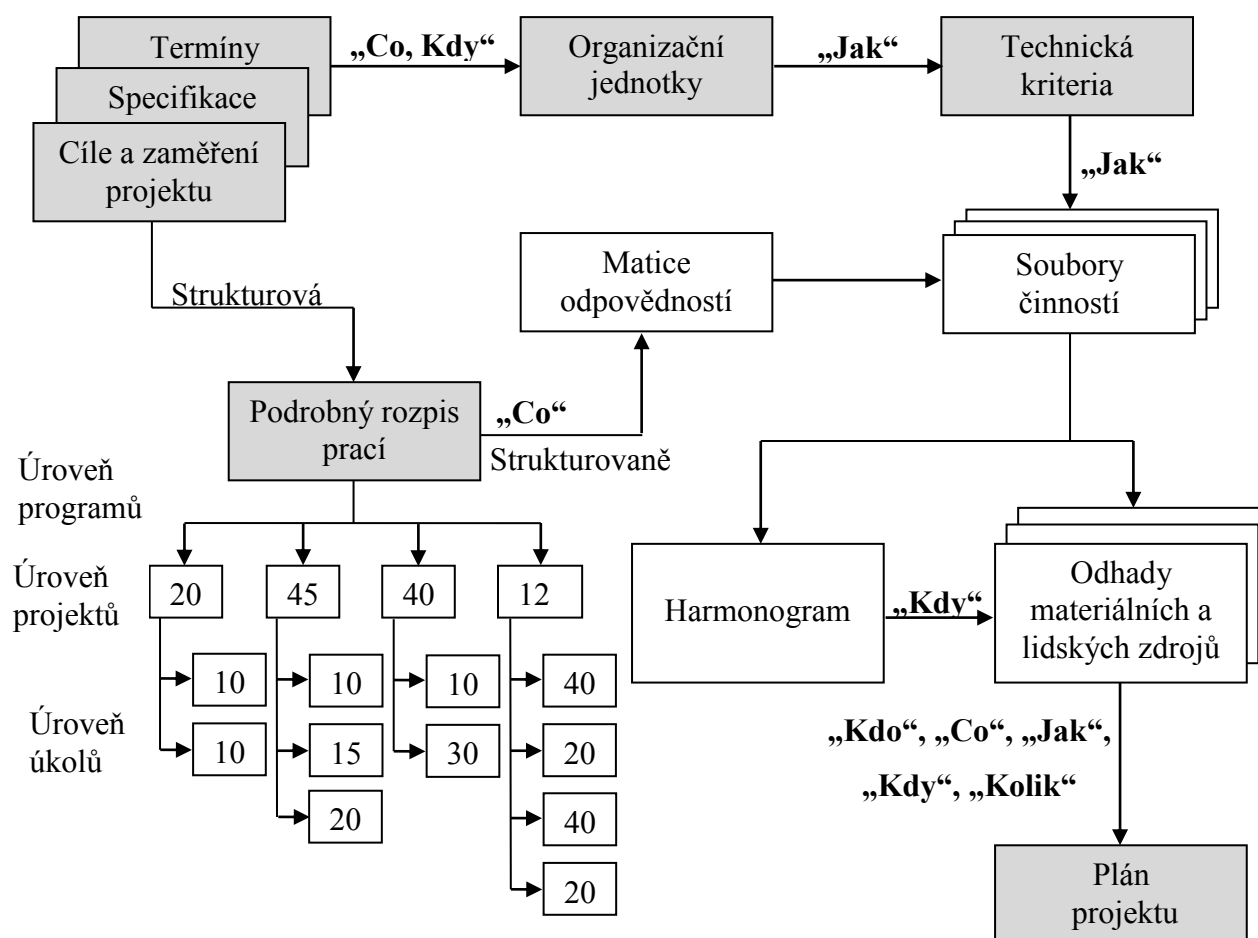 Termíny
Specifikace
Cíle a zaměření
projektu
„Co, Kdy“
Organizační
jednotky
„Jak“
Technická
kriteria
„Jak“
Soubory
činností
Matice
odpovědností
Strukturová
Podrobný rozpis
prací
„Co“
Strukturovaně
Úroveň
programů
Úroveň
projektů
20
45
40
12
Úroveň
úkolů
10
10
10
40
10
15
30
20
20
40
20
Harmonogram
„Kdy“
Odhady
materiálních a
lidských zdrojů
„Kdo“, „Co“, „Jak“,
„Kdy“, „Kolik“
Plán
projektu